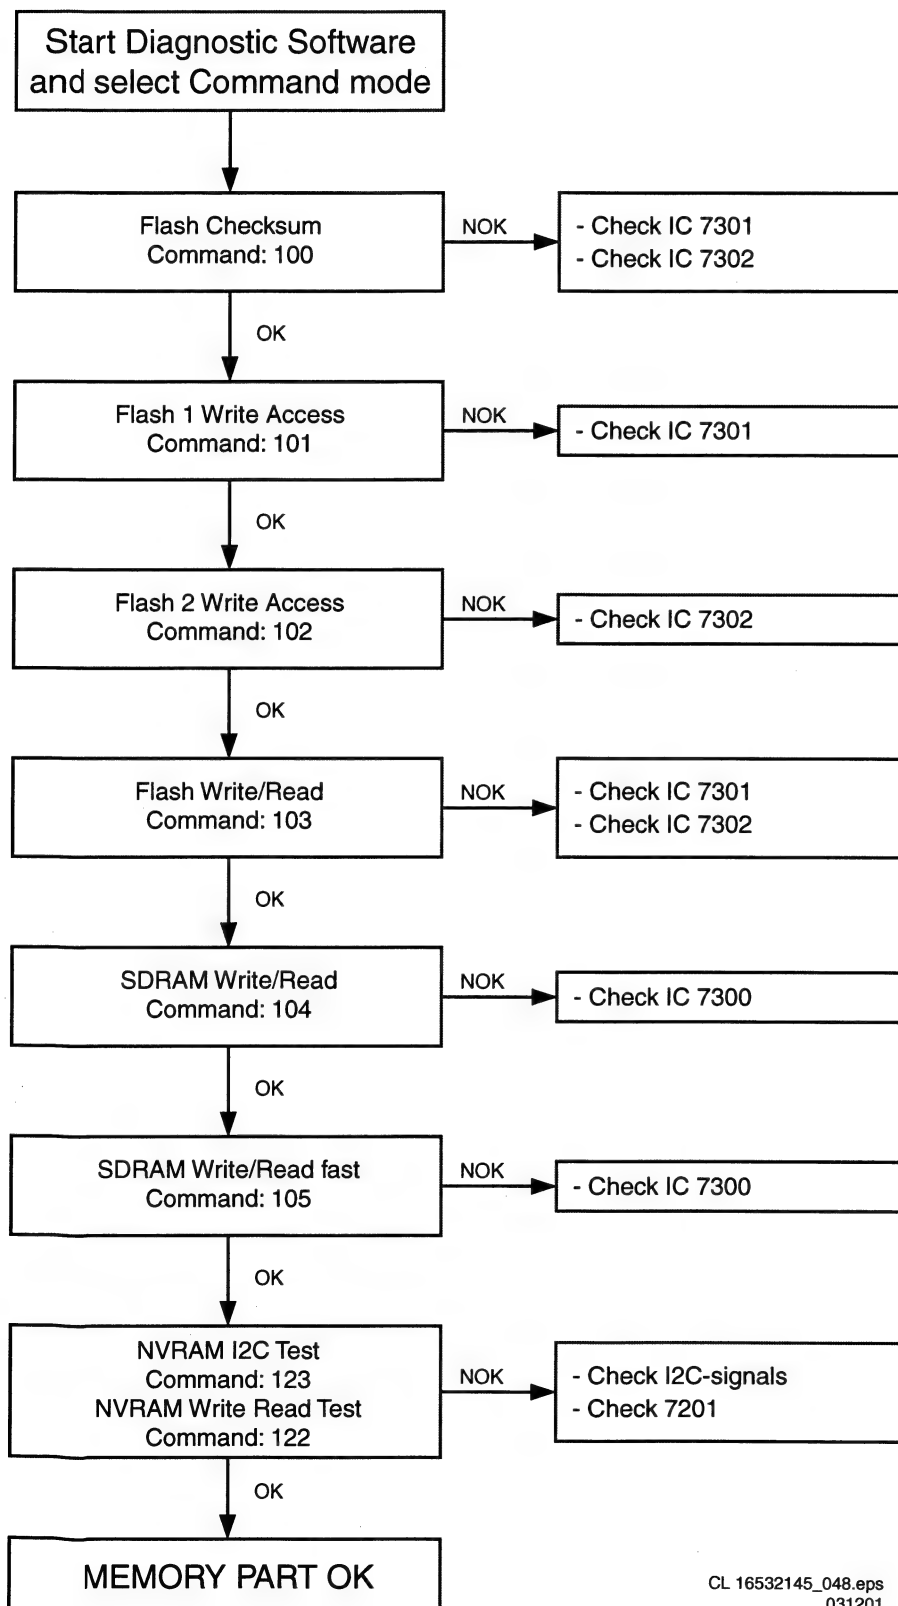 Start Diagnostic Software
and select Command mode
Flash Checksum
Command: 100
NOK
- Check IC 7301
- Check IC 7302
OK
Flash 1 Write Access
Command: 101
NOK
- Check IC 7301
OK
Flash 2 Write Access
Command: 102
NOK
- Check IC 7302
OK
Flash Write/Read
Command: 103
NOK
- Check IC 7301
- Check IC 7302
OK
SDRAM Write/Read
Command: 104
NOK
- Check IC 7300
OK
SDRAM Write/Read fast
Command: 105
NOK
- Check IC 7300
OK
NVRAM I2C Test
Command: 123
NVRAM Write Read Test
Command: 122
NOK
- Check I2C-signals
- Check 7201
OK
MEMORY PART OK
CL 16532145_048.eps
031201